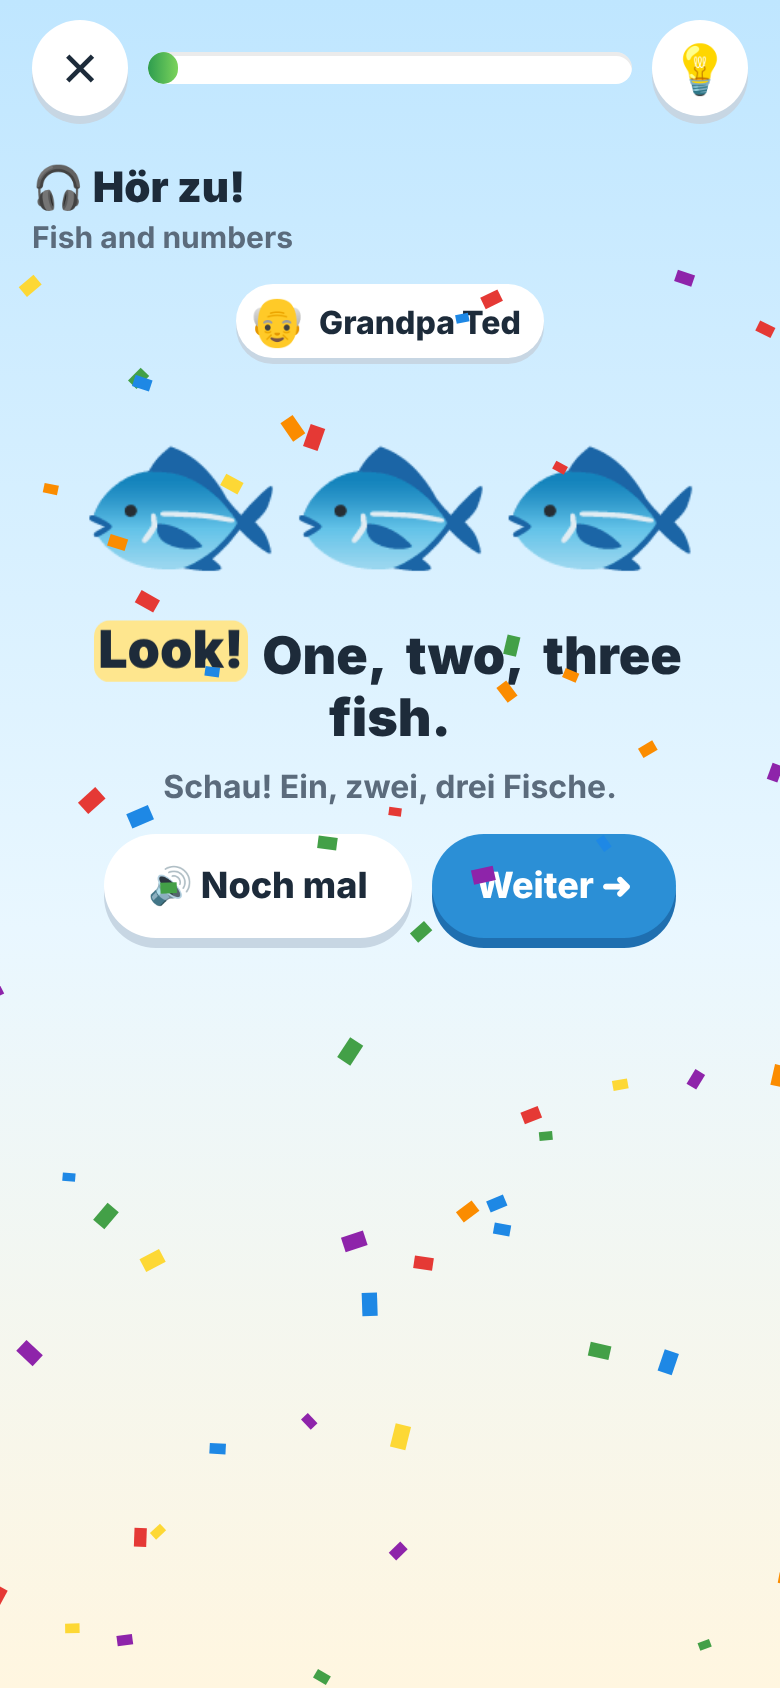 Hör zu!
Fish and numbers
Grandpa Ted
Look! One, two, three
fish.
Schau! Ein, zwei, drei Fische.
Noch mal
Weiter ➜